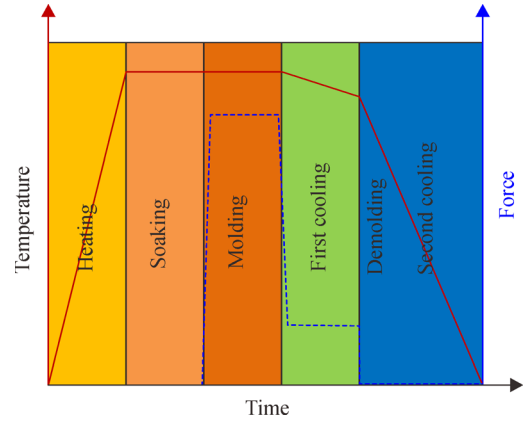 Temperature
Heating
Soaking
Molding
First cooling
Demolding
Second cooling
Force
Time